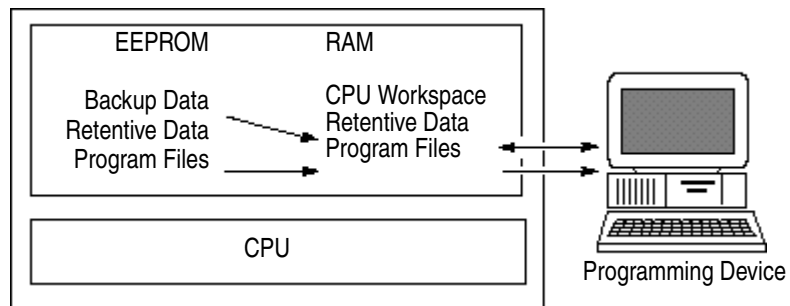 EEPROM
Backup Data
Retentive Data
Program Files
RAM
CPU Workspace
Retentive Data
Program Files
CPU
Programming Device